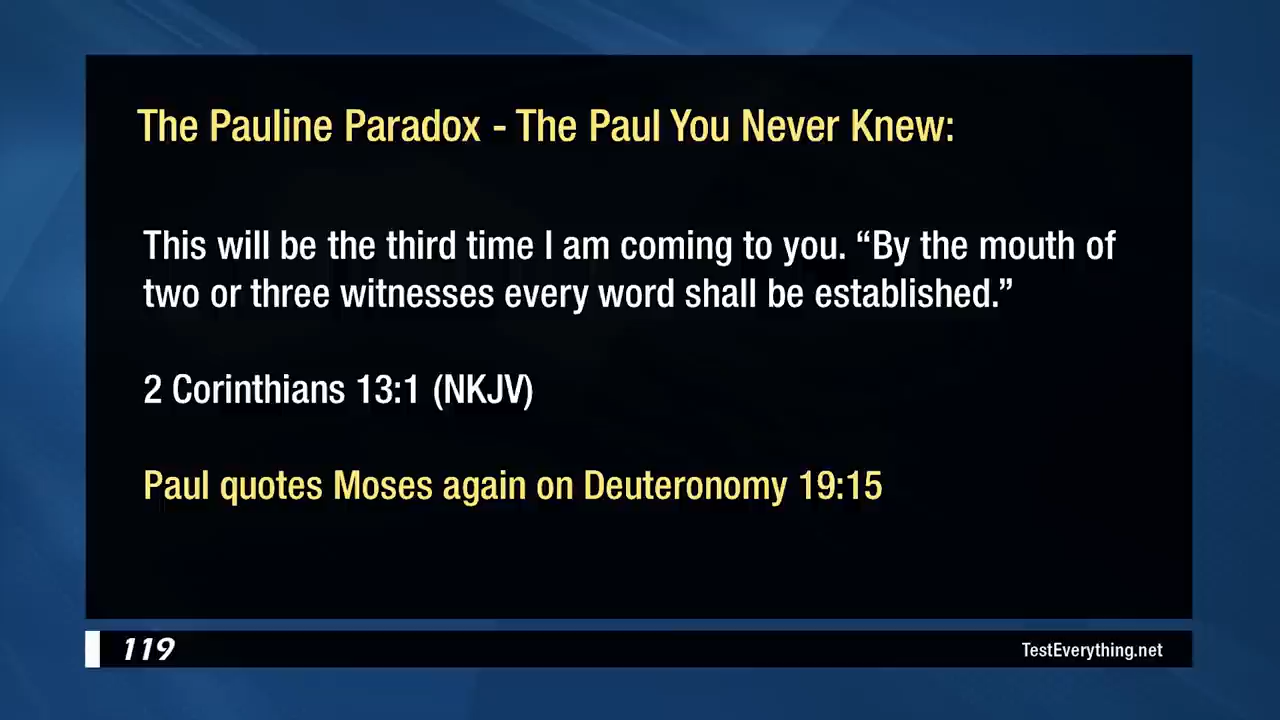 The Pauline Paradox - The Paul You Never Knew:
This will be the third time I am coming to you. “By the mouth of
two or three witnesses every word shall be established.”
2 Corinthians 13:1 (NKJV)
Paul quotes Moses again on Deuteronomy 19:15
119
TestEverything.net